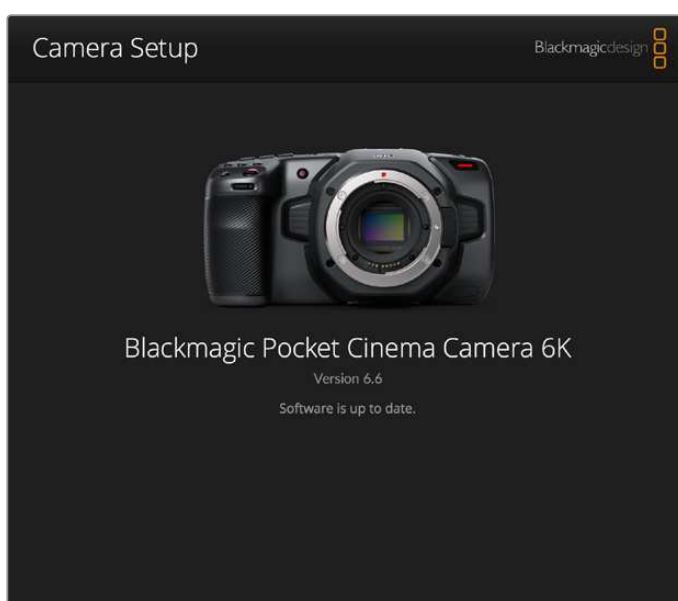 Camera Setup
Blackmagicdesign
Blackmagic Pocket Cinema Camera 6K
Version 6.6
Software is up to date.